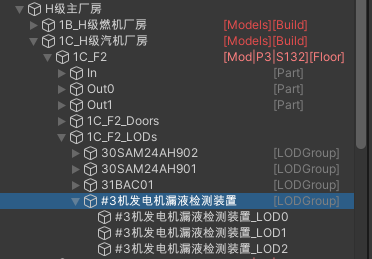 H级主厂房
1B_H级燃机厂房 [Models][Build]
1C_H级汽机厂房 [Models][Build]
1C_F2 [Mod|P3|S132][Floor]
In [Part]
Out0 [Part]
Out1 [Part]
1C_F2_Doors
1C_F2_LODs
30SAM24AH902 [LODGroup]
30SAM24AH901 [LODGroup]
31BAC01 [LODGroup]
#3机发电机漏液检测装置 [LODGroup]
#3机发电机漏液检测装置_LOD0
#3机发电机漏液检测装置_LOD1
#3机发电机漏液检测装置_LOD2